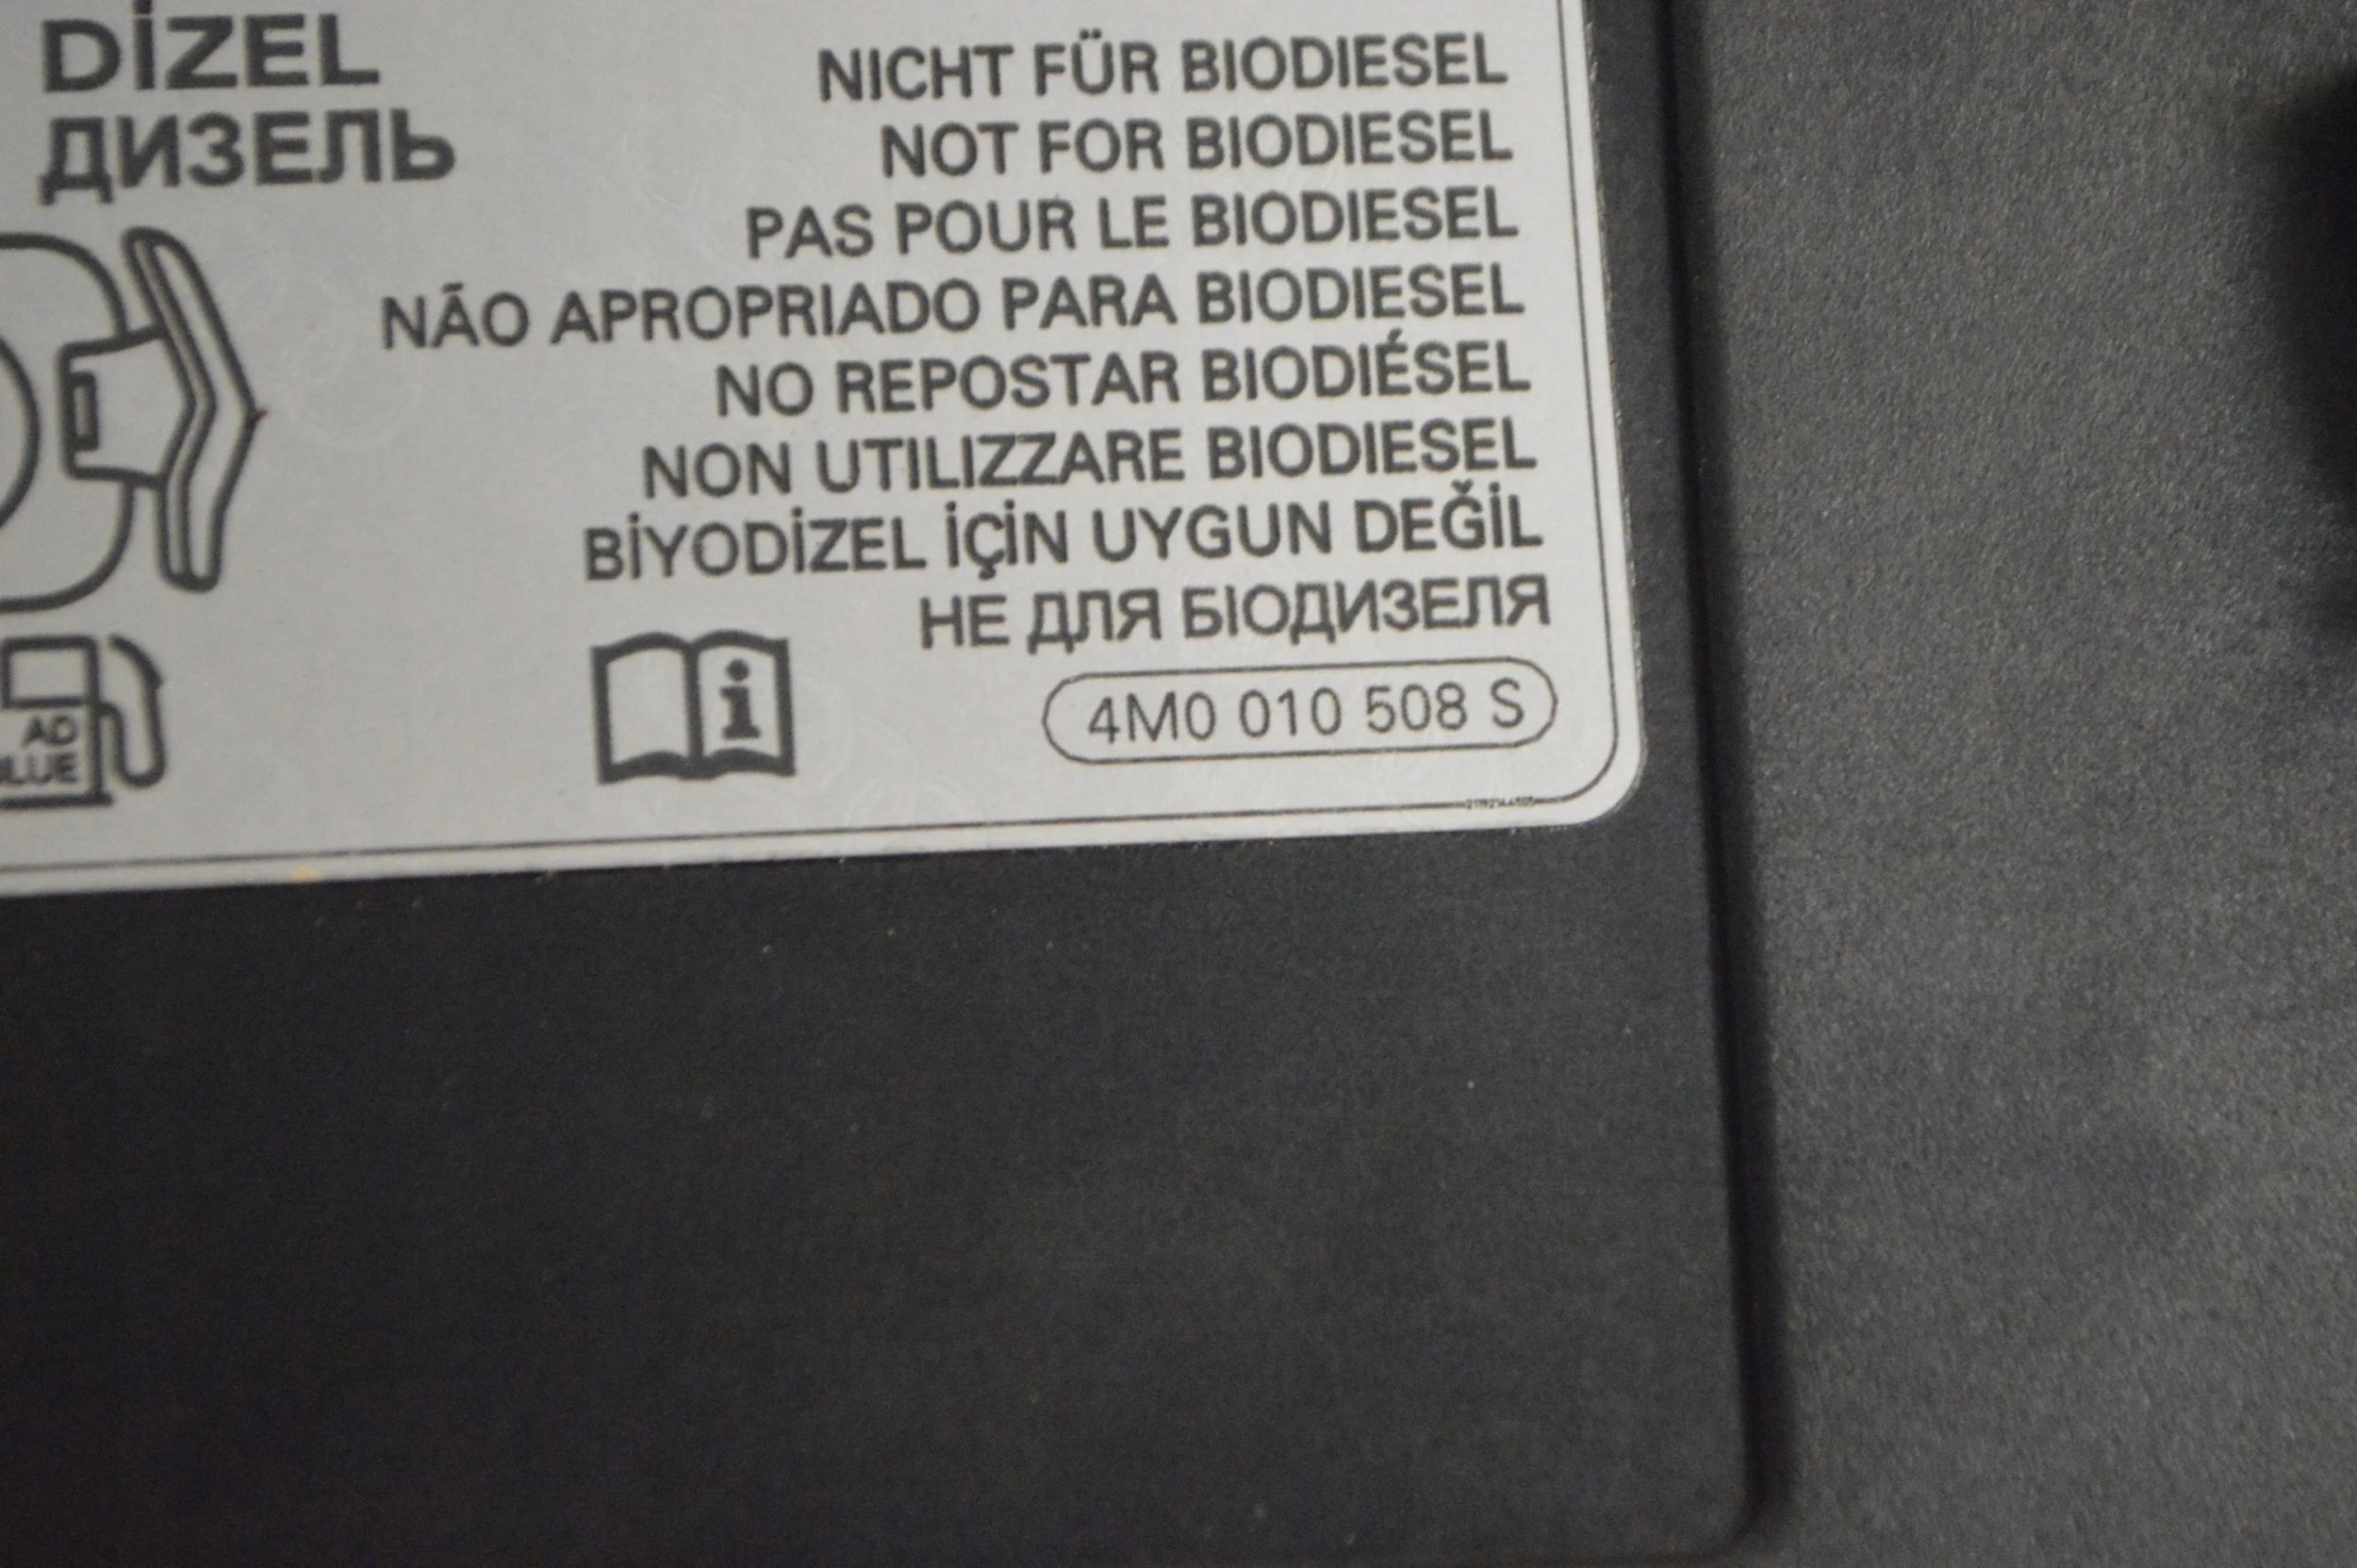 DİZEL
ДИЗЕЛЬ
NICHT FÜR BIODIESEL
NOT FOR BIODIESEL
PAS POUR LE BIODIESEL
NÃO APROPRIADO PARA BIODIESEL
NO REPOSTAR BIODIÉSEL
NON UTILIZZARE BIODIESEL
BİYODİZEL İÇİN UYGUN DEĞİL
НЕ ДЛЯ БІОДИЗЕЛЯ
AD
i
4M0 010 508 S